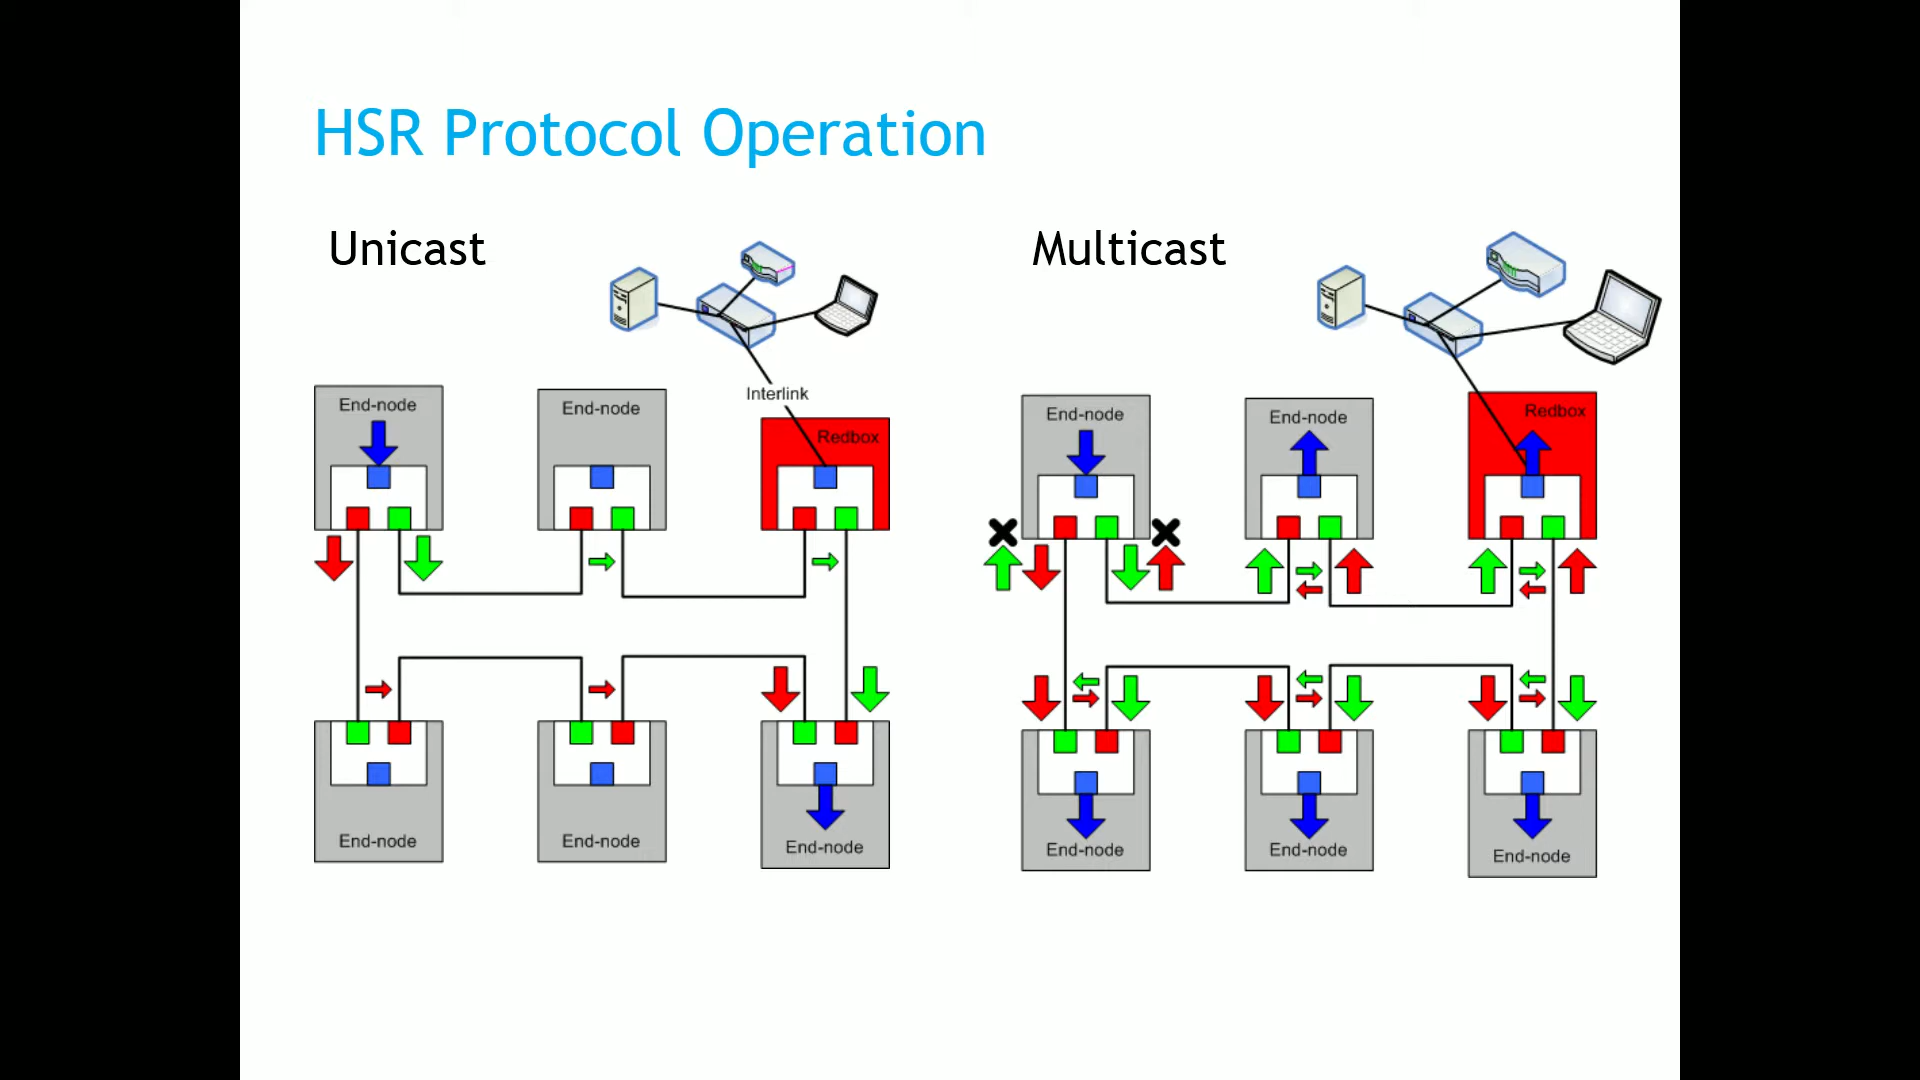 HSR Protocol Operation
Unicast
Multicast
Interlink
End-node
End-node
Redbox
End-node
End-node
End-node
End-node
End-node
Redbox
End-node
End-node
End-node